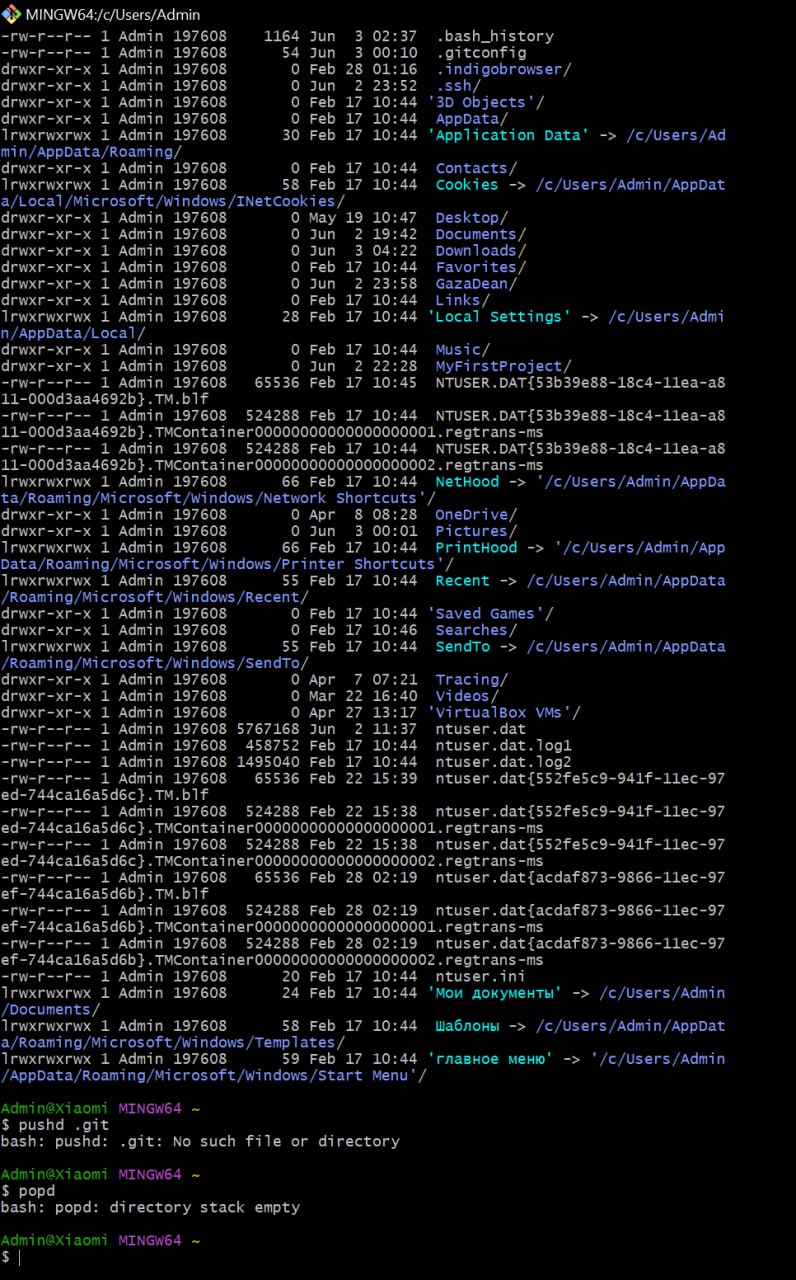 MINGW64:/c/Users/Admin
-rw-r--r-- 1 Admin 197608    1164 Jun  3 02:37  .bash_history
-rw-r--r-- 1 Admin 197608      54 Jun  3 00:10  .gitconfig
drwxr-xr-x 1 Admin 197608       0 Feb 28 01:16  .indigobrowser/
drwxr-xr-x 1 Admin 197608       0 Jun  2 23:52  .ssh/
drwxr-xr-x 1 Admin 197608       0 Feb 17 10:44 '3D Objects'/
drwxr-xr-x 1 Admin 197608       0 Feb 17 10:44  AppData/
lrwxrwxrwx 1 Admin 197608      30 Feb 17 10:44 'Application Data' -> /c/Users/Ad
min/AppData/Roaming/
drwxr-xr-x 1 Admin 197608       0 Feb 17 10:44  Contacts/
lrwxrwxrwx 1 Admin 197608      58 Feb 17 10:44  Cookies -> /c/Users/Admin/AppDat
a/Local/Microsoft/Windows/INetCookies/
drwxr-xr-x 1 Admin 197608       0 May 19 10:47  Desktop/
drwxr-xr-x 1 Admin 197608       0 Jun  2 19:42  Documents/
drwxr-xr-x 1 Admin 197608       0 Jun  3 04:22  Downloads/
drwxr-xr-x 1 Admin 197608       0 Feb 17 10:44  Favorites/
drwxr-xr-x 1 Admin 197608       0 Jun  2 23:58  GazaDean/
drwxr-xr-x 1 Admin 197608       0 Feb 17 10:44  Links/
lrwxrwxrwx 1 Admin 197608      28 Feb 17 10:44 'Local Settings' -> /c/Users/Admi
n/AppData/Local/
drwxr-xr-x 1 Admin 197608       0 Feb 17 10:44  Music/
drwxr-xr-x 1 Admin 197608       0 Jun  2 22:28  MyFirstProject/
-rw-r--r-- 1 Admin 197608   65536 Feb 17 10:45  NTUSER.DAT{53b39e88-18c4-11ea-a8
11-000d3aa4692b}.TM.blf
-rw-r--r-- 1 Admin 197608  524288 Feb 17 10:44  NTUSER.DAT{53b39e88-18c4-11ea-a8
11-000d3aa4692b}.TMContainer00000000000000000001.regtrans-ms
-rw-r--r-- 1 Admin 197608  524288 Feb 17 10:44  NTUSER.DAT{53b39e88-18c4-11ea-a8
11-000d3aa4692b}.TMContainer00000000000000000002.regtrans-ms
lrwxrwxrwx 1 Admin 197608      66 Feb 17 10:44  NetHood -> '/c/Users/Admin/AppDa
ta/Roaming/Microsoft/Windows/Network Shortcuts'/
drwxr-xr-x 1 Admin 197608       0 Apr  8 08:28  OneDrive/
drwxr-xr-x 1 Admin 197608       0 Jun  3 00:01  Pictures/
lrwxrwxrwx 1 Admin 197608      66 Feb 17 10:44  PrintHood -> '/c/Users/Admin/App
Data/Roaming/Microsoft/Windows/Printer Shortcuts'/
lrwxrwxrwx 1 Admin 197608      55 Feb 17 10:44  Recent -> /c/Users/Admin/AppData
/Roaming/Microsoft/Windows/Recent/
drwxr-xr-x 1 Admin 197608       0 Feb 17 10:44 'Saved Games'/
drwxr-xr-x 1 Admin 197608       0 Feb 17 10:46  Searches/
lrwxrwxrwx 1 Admin 197608      55 Feb 17 10:44  SendTo -> /c/Users/Admin/AppData
/Roaming/Microsoft/Windows/SendTo/
drwxr-xr-x 1 Admin 197608       0 Apr  7 07:21  Tracing/
drwxr-xr-x 1 Admin 197608       0 Mar 22 16:40  Videos/
drwxr-xr-x 1 Admin 197608       0 Apr 27 13:17 'VirtualBox VMs'/
-rw-r--r-- 1 Admin 197608 5767168 Jun  2 11:37  ntuser.dat
-rw-r--r-- 1 Admin 197608  458752 Feb 17 10:44  ntuser.dat.log1
-rw-r--r-- 1 Admin 197608 1495040 Feb 17 10:44  ntuser.dat.log2
-rw-r--r-- 1 Admin 197608   65536 Feb 22 15:39  ntuser.dat{552fe5c9-941f-11ec-97
ed-744ca16a5d6c}.TM.blf
-rw-r--r-- 1 Admin 197608  524288 Feb 22 15:38  ntuser.dat{552fe5c9-941f-11ec-97
ed-744ca16a5d6c}.TMContainer00000000000000000001.regtrans-ms
-rw-r--r-- 1 Admin 197608  524288 Feb 22 15:38  ntuser.dat{552fe5c9-941f-11ec-97
ed-744ca16a5d6c}.TMContainer00000000000000000002.regtrans-ms
-rw-r--r-- 1 Admin 197608   65536 Feb 28 02:19  ntuser.dat{acdaf873-9866-11ec-97
ef-744ca16a5d6b}.TM.blf
-rw-r--r-- 1 Admin 197608  524288 Feb 28 02:19  ntuser.dat{acdaf873-9866-11ec-97
ef-744ca16a5d6b}.TMContainer00000000000000000001.regtrans-ms
-rw-r--r-- 1 Admin 197608  524288 Feb 28 02:19  ntuser.dat{acdaf873-9866-11ec-97
ef-744ca16a5d6b}.TMContainer00000000000000000002.regtrans-ms
-rw-r--r-- 1 Admin 197608      20 Feb 17 10:44  ntuser.ini
lrwxrwxrwx 1 Admin 197608      24 Feb 17 10:44 'Мои документы' -> /c/Users/Admin
/Documents/
lrwxrwxrwx 1 Admin 197608      58 Feb 17 10:44  Шаблоны -> /c/Users/Admin/AppDat
a/Roaming/Microsoft/Windows/Templates/
lrwxrwxrwx 1 Admin 197608      59 Feb 17 10:44 'главное меню' -> '/c/Users/Admin
/AppData/Roaming/Microsoft/Windows/Start Menu'/
Admin@Xiaomi MINGW64 ~
$ pushd .git
bash: pushd: .git: No such file or directory
Admin@Xiaomi MINGW64 ~
$ popd
bash: popd: directory stack empty
Admin@Xiaomi MINGW64 ~
$